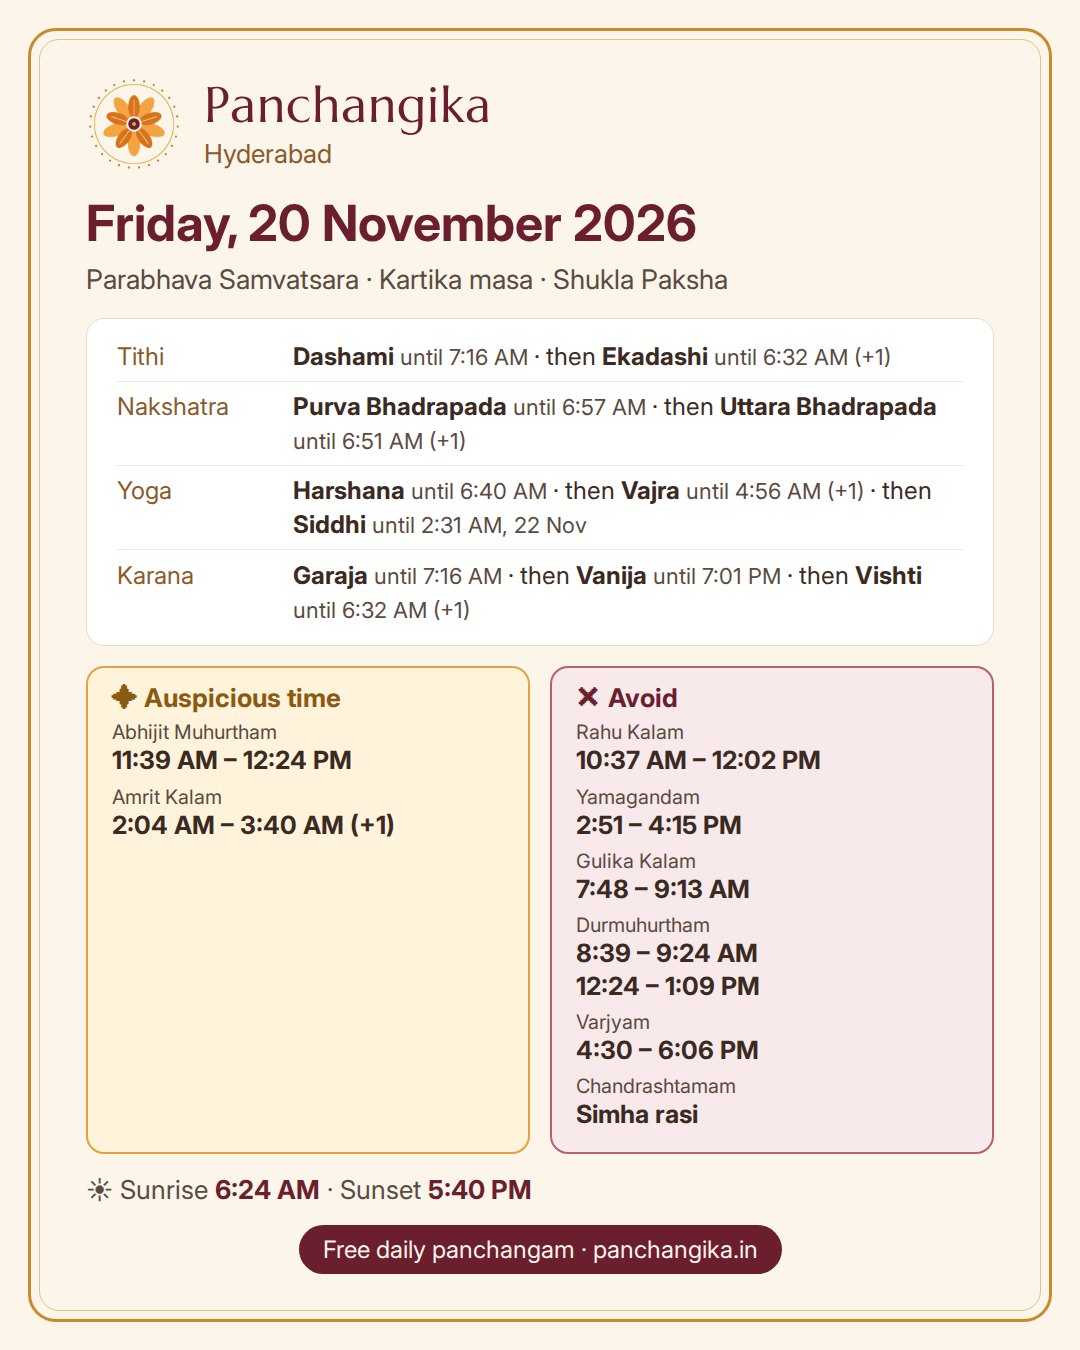 Panchangika
Hyderabad
Friday, 20 November 2026
Parabhava Samvatsara · Kartika masa · Shukla Paksha
Tithi Dashami until 7:16 AM · then Ekadashi until 6:32 AM (+1)
Nakshatra Purva Bhadrapada until 6:57 AM · then Uttara Bhadrapada
until 6:51 AM (+1)
Yoga Harshana until 6:40 AM · then Vajra until 4:56 AM (+1) · then
Siddhi until 2:31 AM, 22 Nov
Karana Garaja until 7:16 AM · then Vanija until 7:01 PM · then Vishti
until 6:32 AM (+1)
Auspicious time
Abhijit Muhurtham
11:39 AM – 12:24 PM
Amrit Kalam
2:04 AM – 3:40 AM (+1)
Avoid
Rahu Kalam
10:37 AM – 12:02 PM
Yamagandam
2:51 – 4:15 PM
Gulika Kalam
7:48 – 9:13 AM
Durmuhurtham
8:39 – 9:24 AM
12:24 – 1:09 PM
Varjyam
4:30 – 6:06 PM
Chandrashtamam
Simha rasi
Sunrise 6:24 AM · Sunset 5:40 PM
Free daily panchangam · panchangika.in